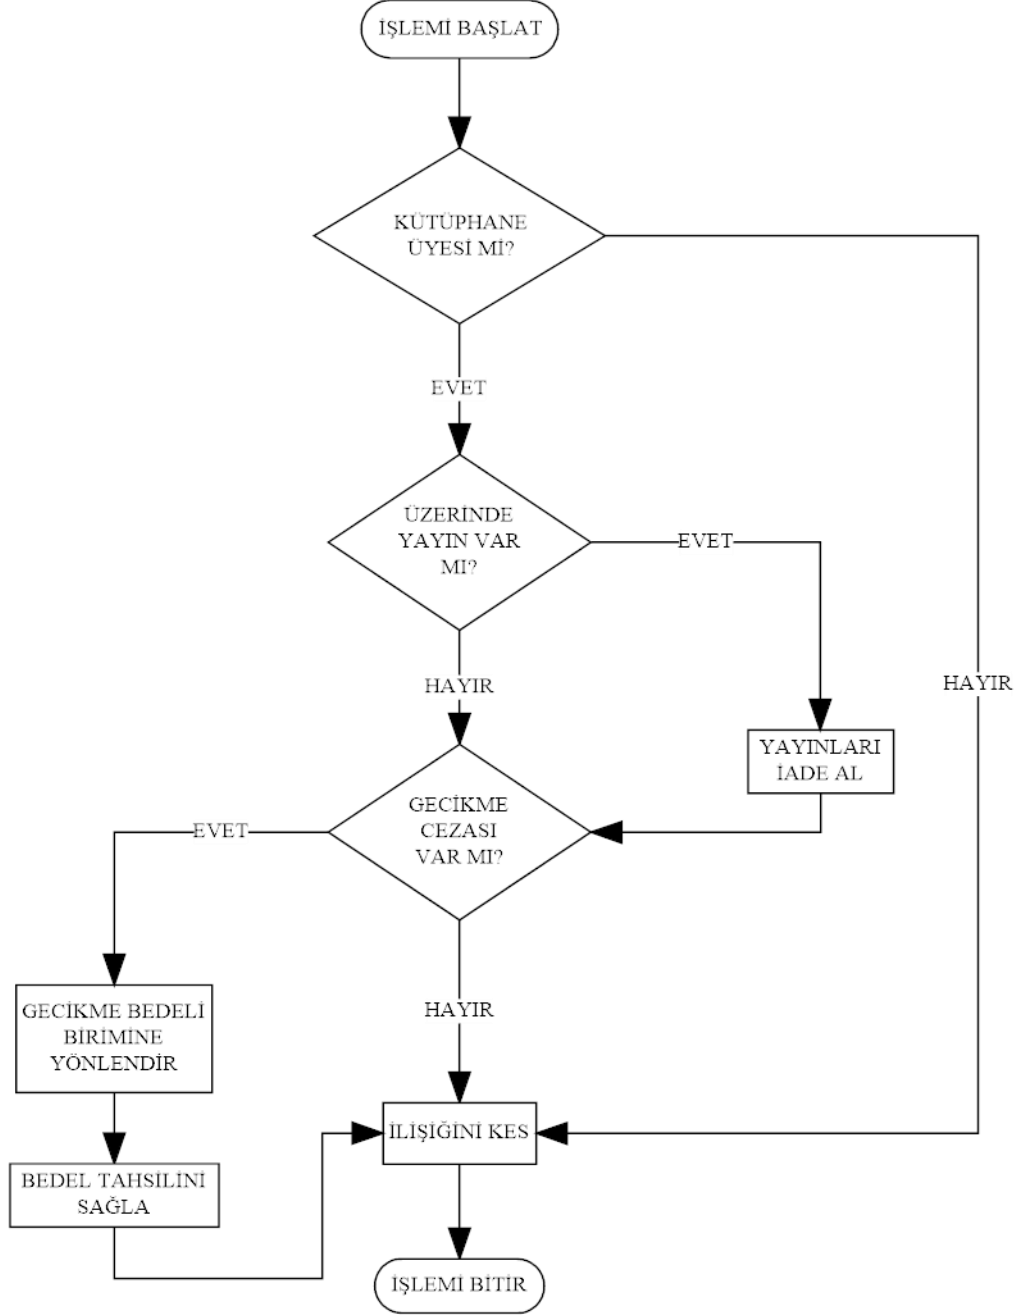 İŞLEMİ BAŞLAT
KÜTÜPHANE
ÜYESİ Mİ?
EVET
ÜZERİNDE
YAYIN VAR
MI?
EVET
HAYIR
HAYIR
YAYINLARI
İADE AL
GECİKME
CEZASI
VAR MI?
EVET
GECİKME BEDELİ
BİRİMİNE
YÖNLENDİR
HAYIR
BEDEL TAHSİLİNİ
SAĞLA
İLİŞİĞİNİ KES
İŞLEMİ BİTİR